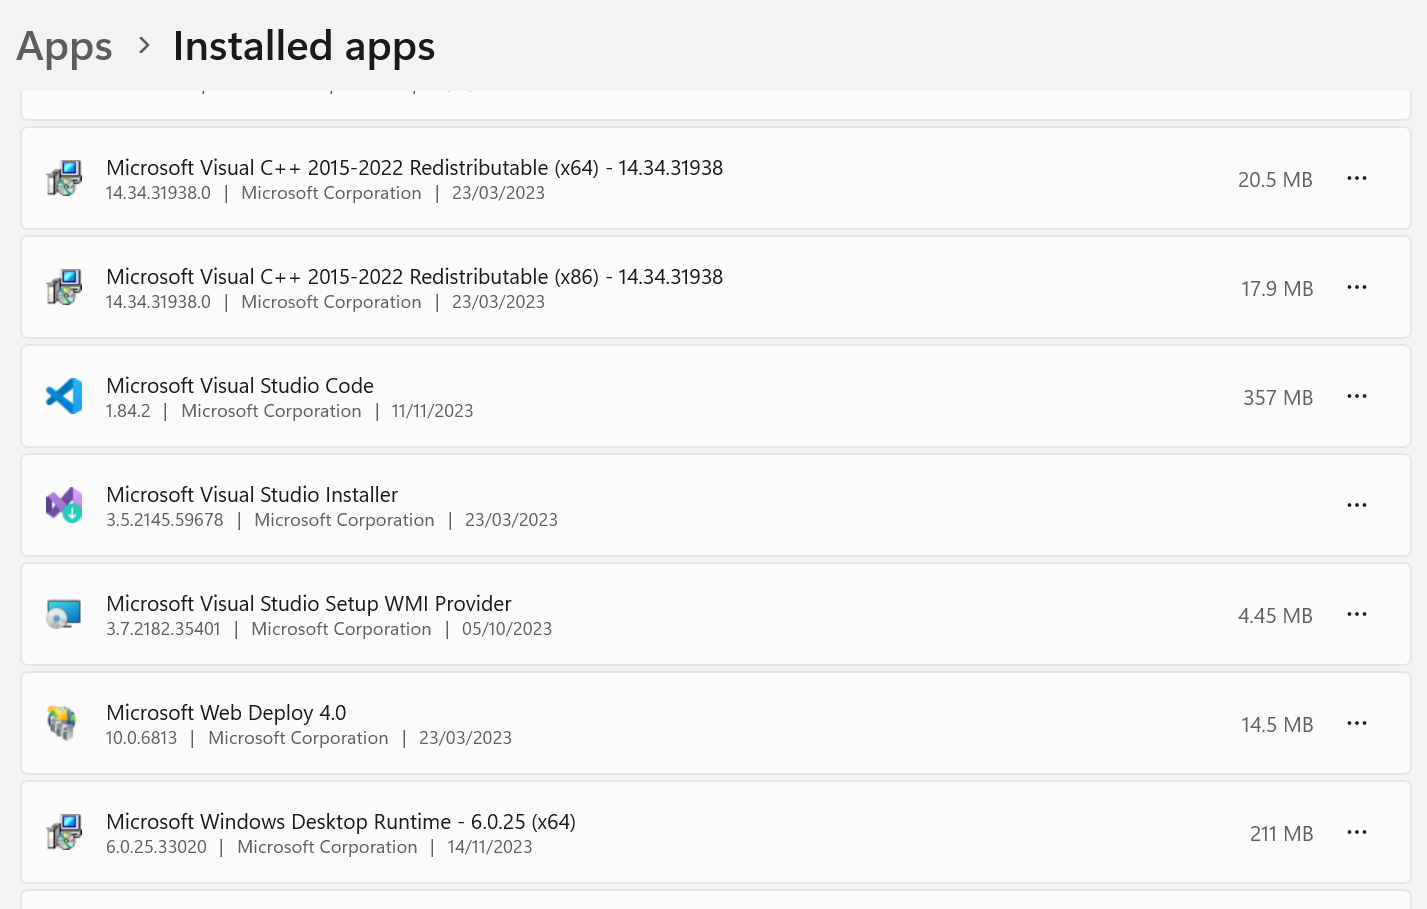 Apps > Installed apps
Microsoft Visual C++ 2015-2022 Redistributable (x64) - 14.34.31938
14.34.31938.0 | Microsoft Corporation | 23/03/2023
20.5 MB
Microsoft Visual C++ 2015-2022 Redistributable (x86) - 14.34.31938
14.34.31938.0 | Microsoft Corporation | 23/03/2023
17.9 MB
Microsoft Visual Studio Code
1.84.2 | Microsoft Corporation | 11/11/2023
357 MB
Microsoft Visual Studio Installer
3.5.2145.59678 | Microsoft Corporation | 23/03/2023
Microsoft Visual Studio Setup WMI Provider
3.7.2182.35401 | Microsoft Corporation | 05/10/2023
4.45 MB
Microsoft Web Deploy 4.0
10.0.6813 | Microsoft Corporation | 23/03/2023
14.5 MB
Microsoft Windows Desktop Runtime - 6.0.25 (x64)
6.0.25.33020 | Microsoft Corporation | 14/11/2023
211 MB